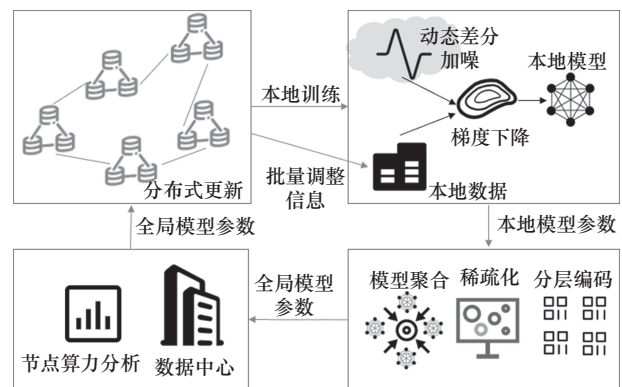 动态差分
加噪
本地模型
本地训练
梯度下降
分布式更新
批量调整
信息
本地数据
全局模型参数
本地模型参数
全局模型
参数
模型聚合
稀疏化
分层编码
节点算力分析
数据中心